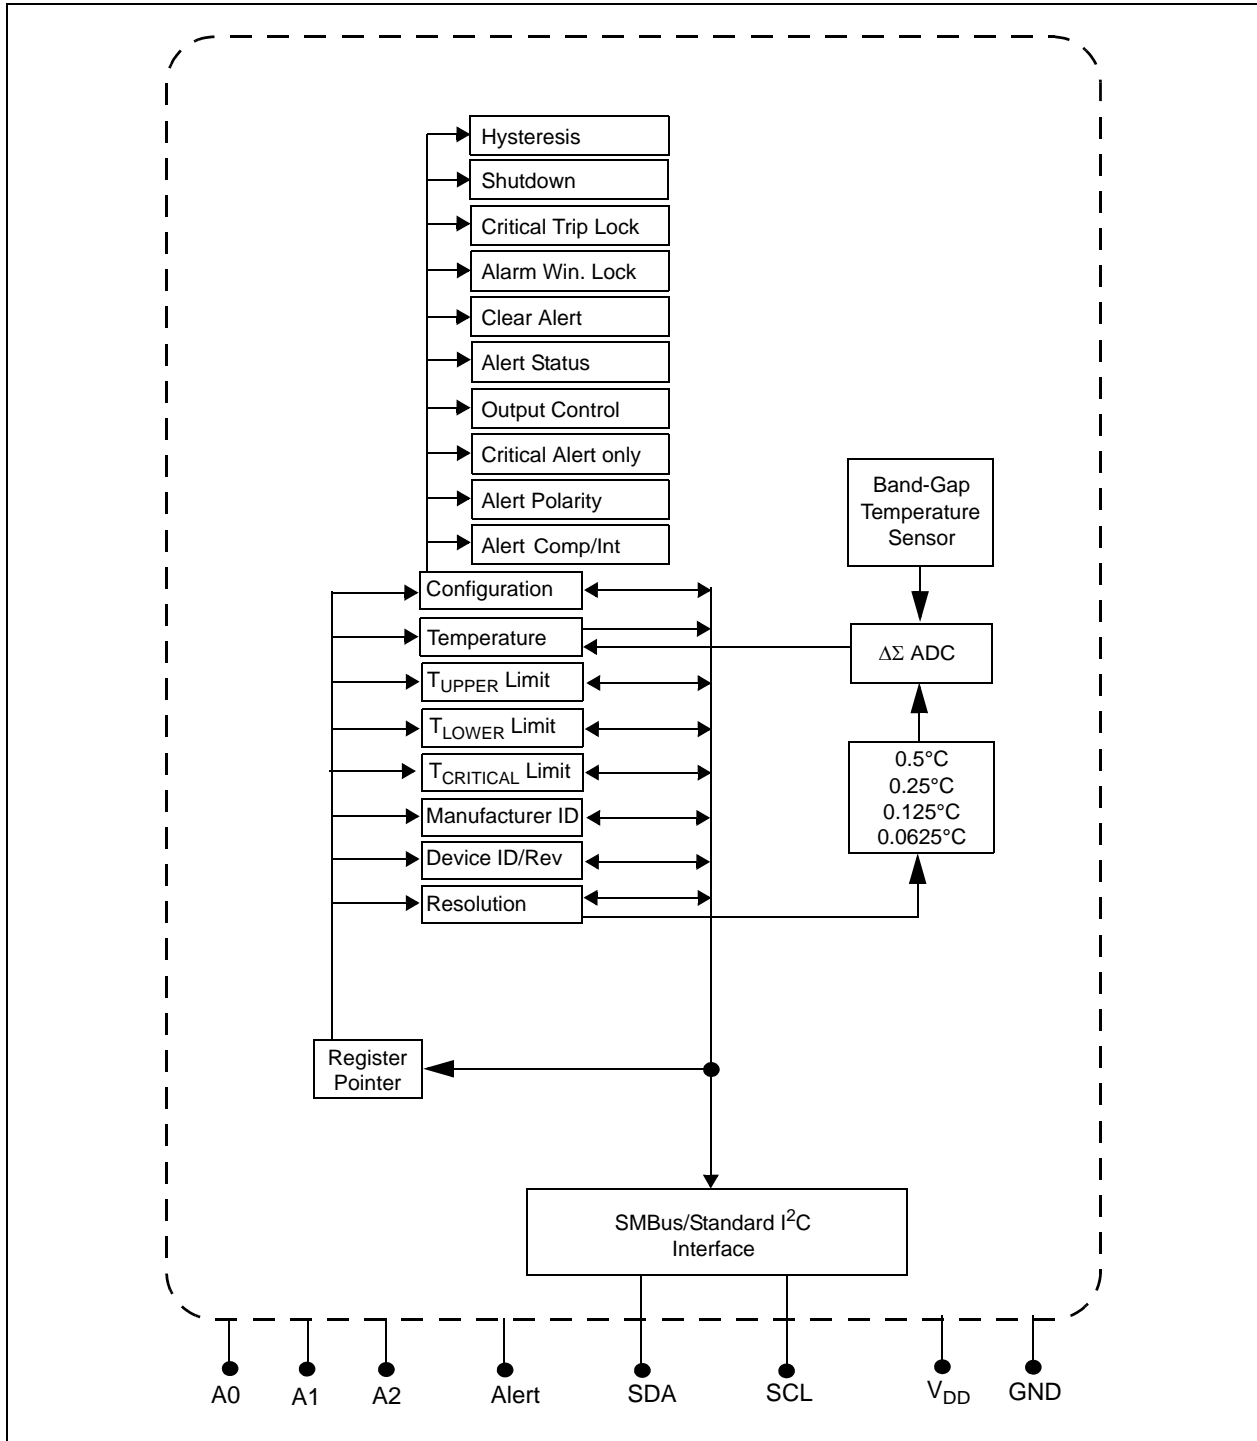 Hysteresis
Shutdown
Critical Trip Lock
Alarm Win. Lock
Clear Alert
Alert Status
Output Control
Critical Alert only
Alert Polarity
Alert Comp/Int
Configuration
Temperature
TUPPER Limit
TLOWER Limit
TCRITICAL Limit
Manufacturer ID
Device ID/Rev
Resolution
Band-Gap
Temperature
Sensor
ΔΣ ADC
0.5°C
0.25°C
0.125°C
0.0625°C
Register
Pointer
SMBus/Standard I²C
Interface
A0
A1
A2
Alert
SDA
SCL
VDD
GND